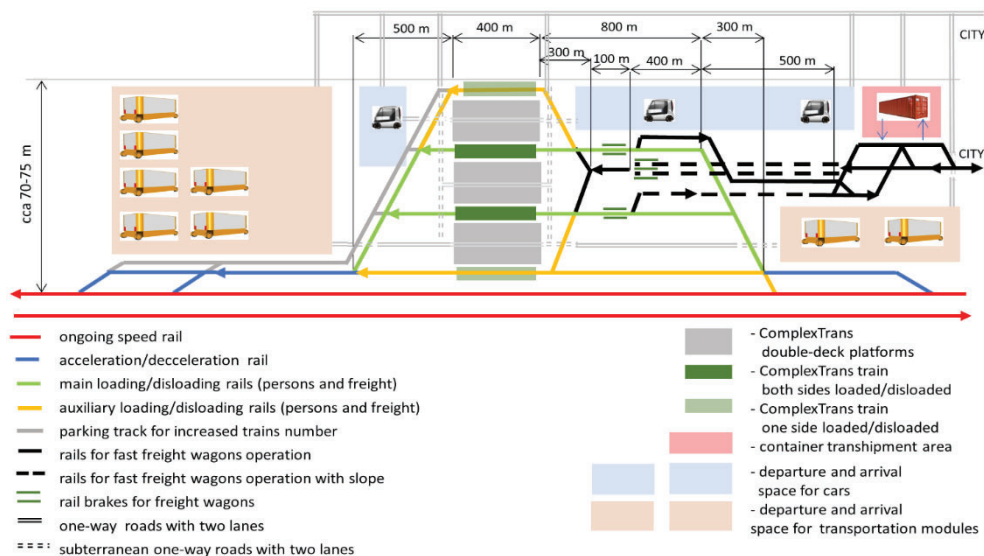 CITY
500 m
400 m
800 m
300 m
300 m
100 m
400 m
500 m
CITY
cca 770-75 m
ongoing speed rail
acceleration/decceleration rail
main loading/disloading rails (persons and freight)
auxiliary loading/disloading rails (persons and freight)
parking track for increased trains number
rails for fast freight wagons operation
rails for fast freight wagons operation with slope
rail brakes for freight wagons
one-way roads with two lanes
subterranean one-way roads with two lanes
- ComplexTrans
double-deck platforms
- ComplexTrans train
both sides loaded/disloaded
- ComplexTrans train
one side loaded/disloaded
- container transhipment area
- departure and arrival
space for cars
- departure and arrival
space for transportation modules